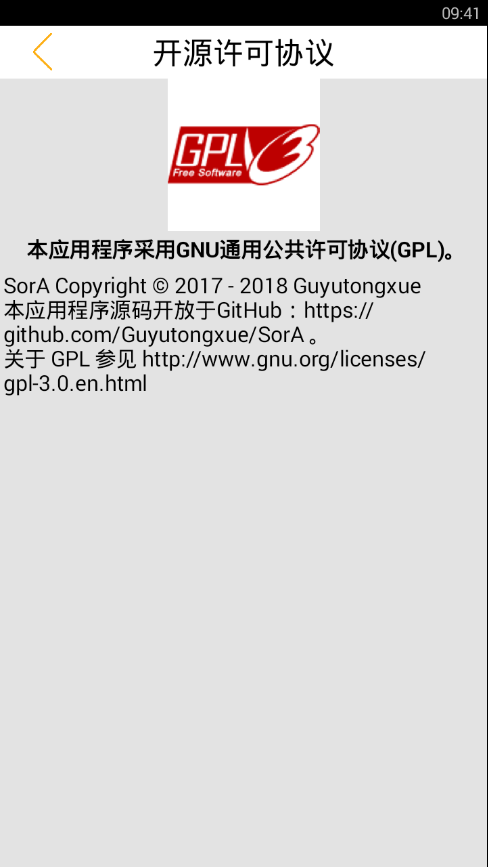 09:41
开源许可协议
GPL 3
Free Software
本应用程序采用GNU通用公共许可协议(GPL)。
SorA Copyright © 2017 - 2018 Guyutongxue
本应用程序源码开放于GitHub：https://
github.com/Guyutongxue/SorA 。
关于 GPL 参见 http://www.gnu.org/licenses/
gpl-3.0.en.html